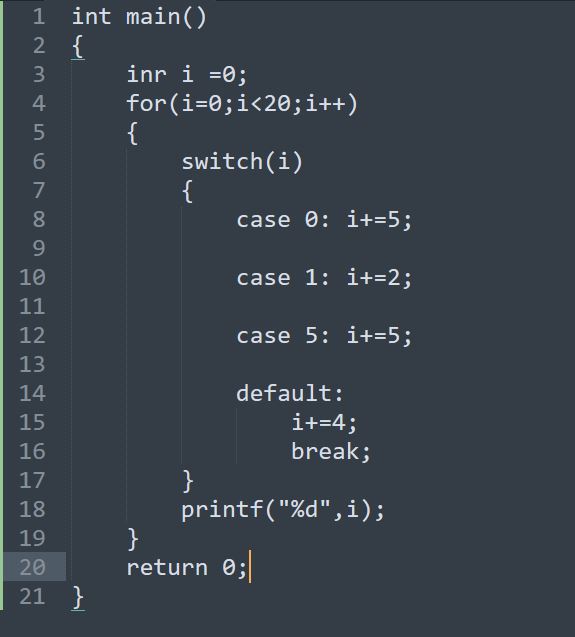 1 int main()
2 {
3     inr i =0;
4     for(i=0;i<20;i++)
5     {
6         switch(i)
7         {
8             case 0: i+=5;
9
10             case 1: i+=2;
11
12             case 5: i+=5;
13
14             default:
15                 i+=4;
16                 break;
17         }
18         printf("%d",i);
19     }
20     return 0;
21 }